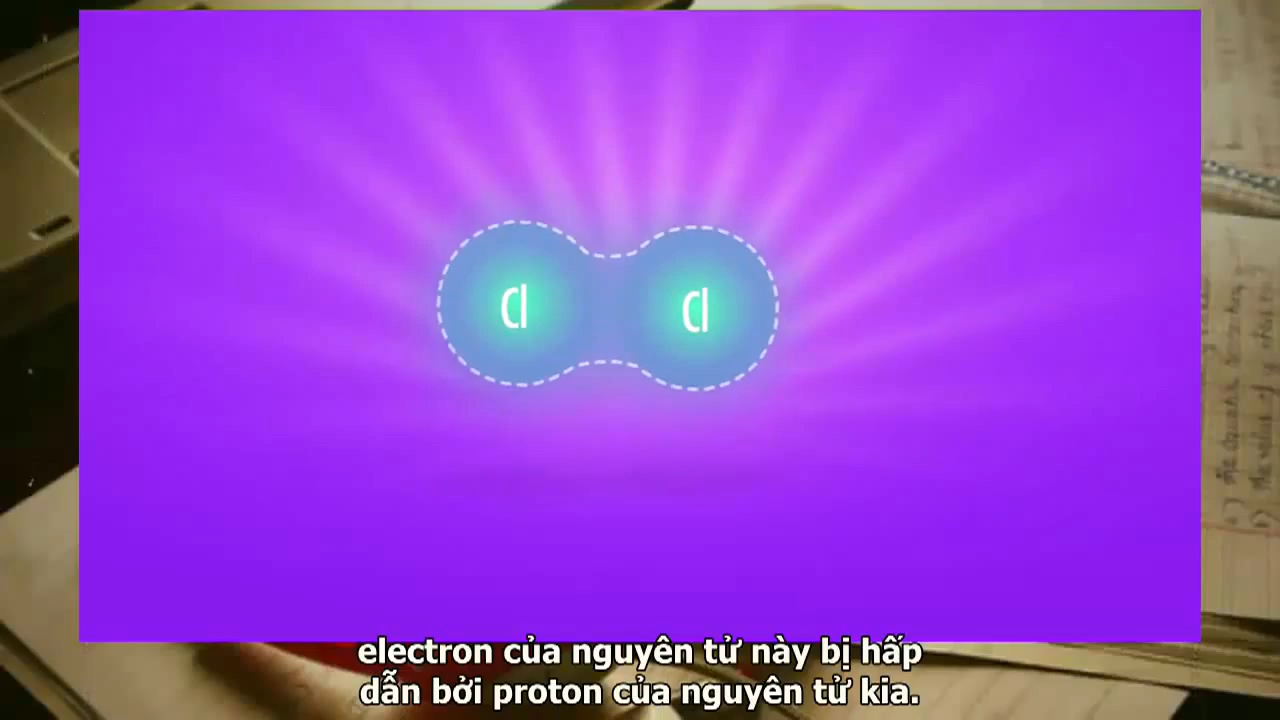 Cl Cl
electron của nguyên tử này bị hấp
dẫn bởi proton của nguyên tử kia.